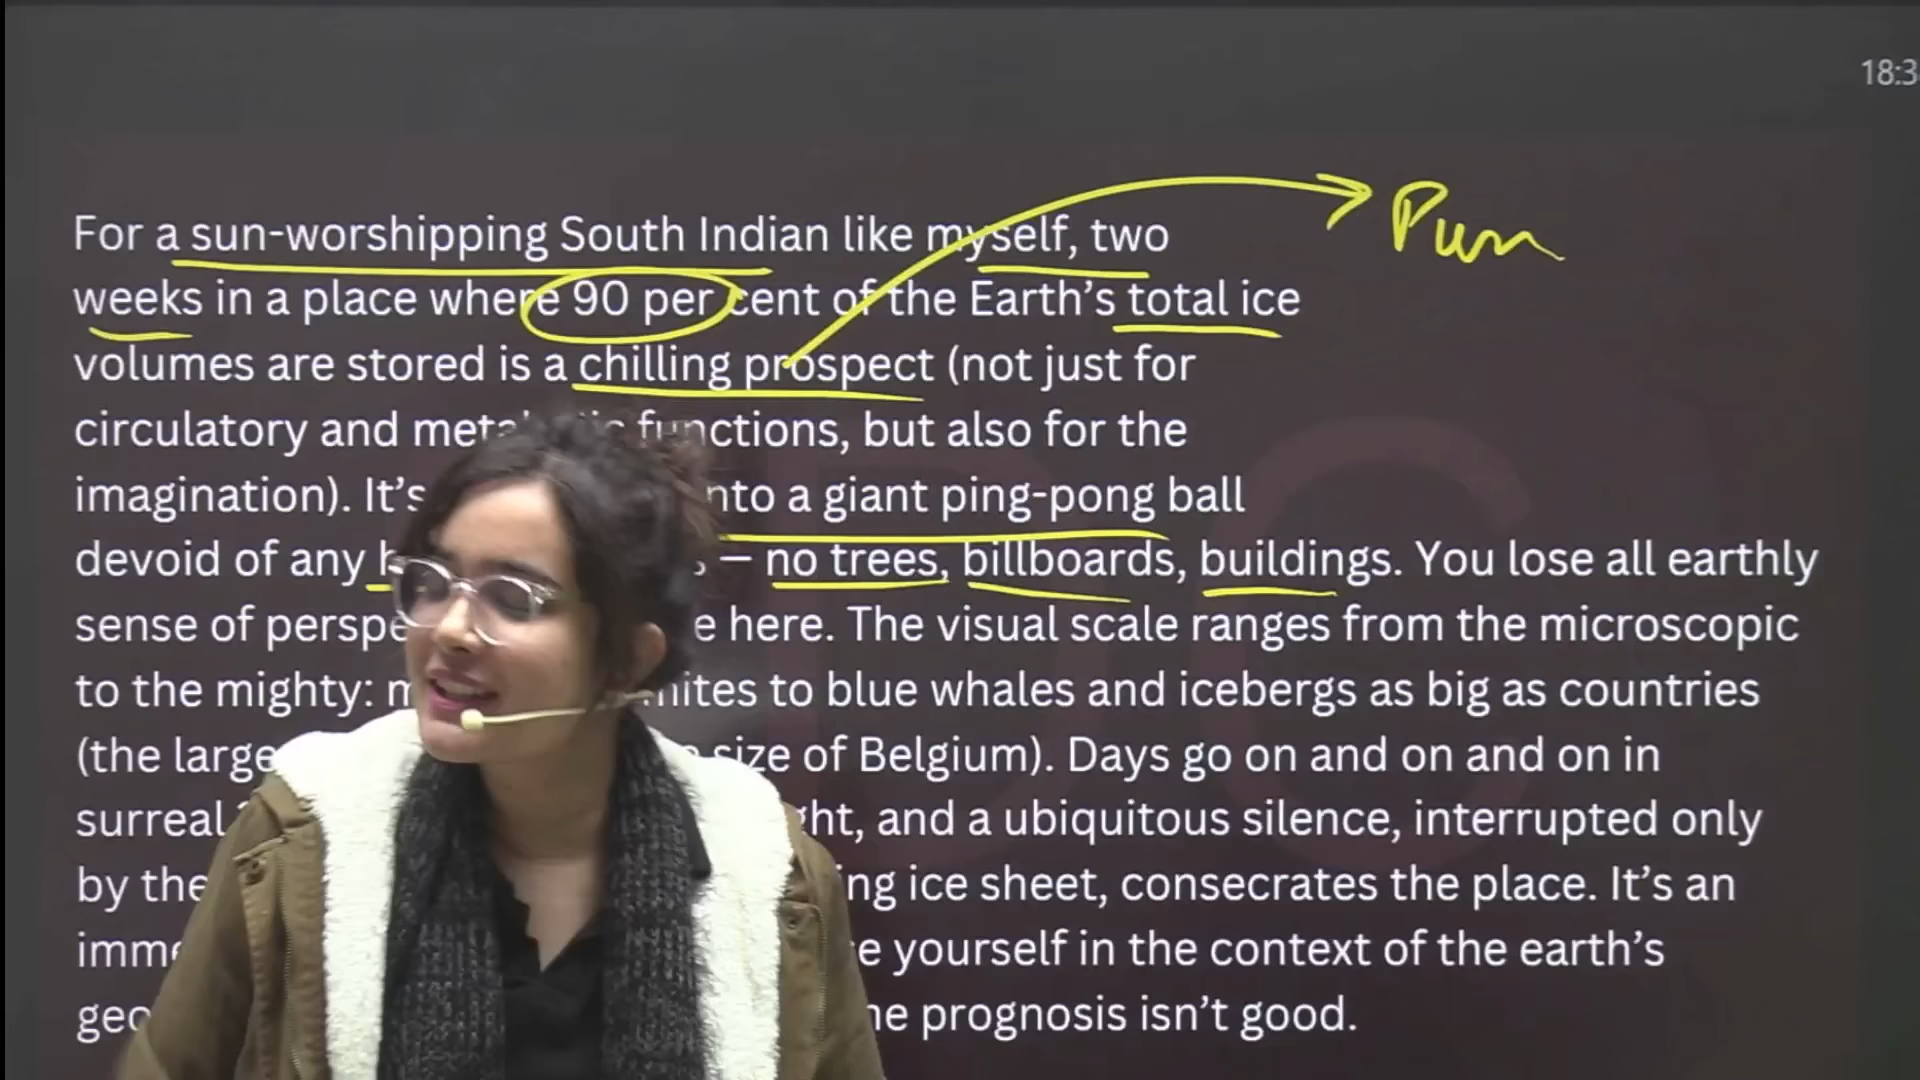 18:3
Pun
For a sun-worshipping South Indian like myself, two
weeks in a place where 90 per cent of the Earth's total ice
volumes are stored is a chilling prospect (not just for
circulatory and functions, but also for the
imagination). It's a giant ping-pong ball
devoid of any – no trees, billboards, buildings. You lose all earthly
sense of here. The visual scale ranges from the microscopic
to the mighty: to blue whales and icebergs as big as countries
(the size of Belgium). Days go on and on and on in
surreal and a ubiquitous silence, interrupted only
by the ice sheet, consecrates the place. It's an
yourself in the context of the earth's
prognosis isn't good.